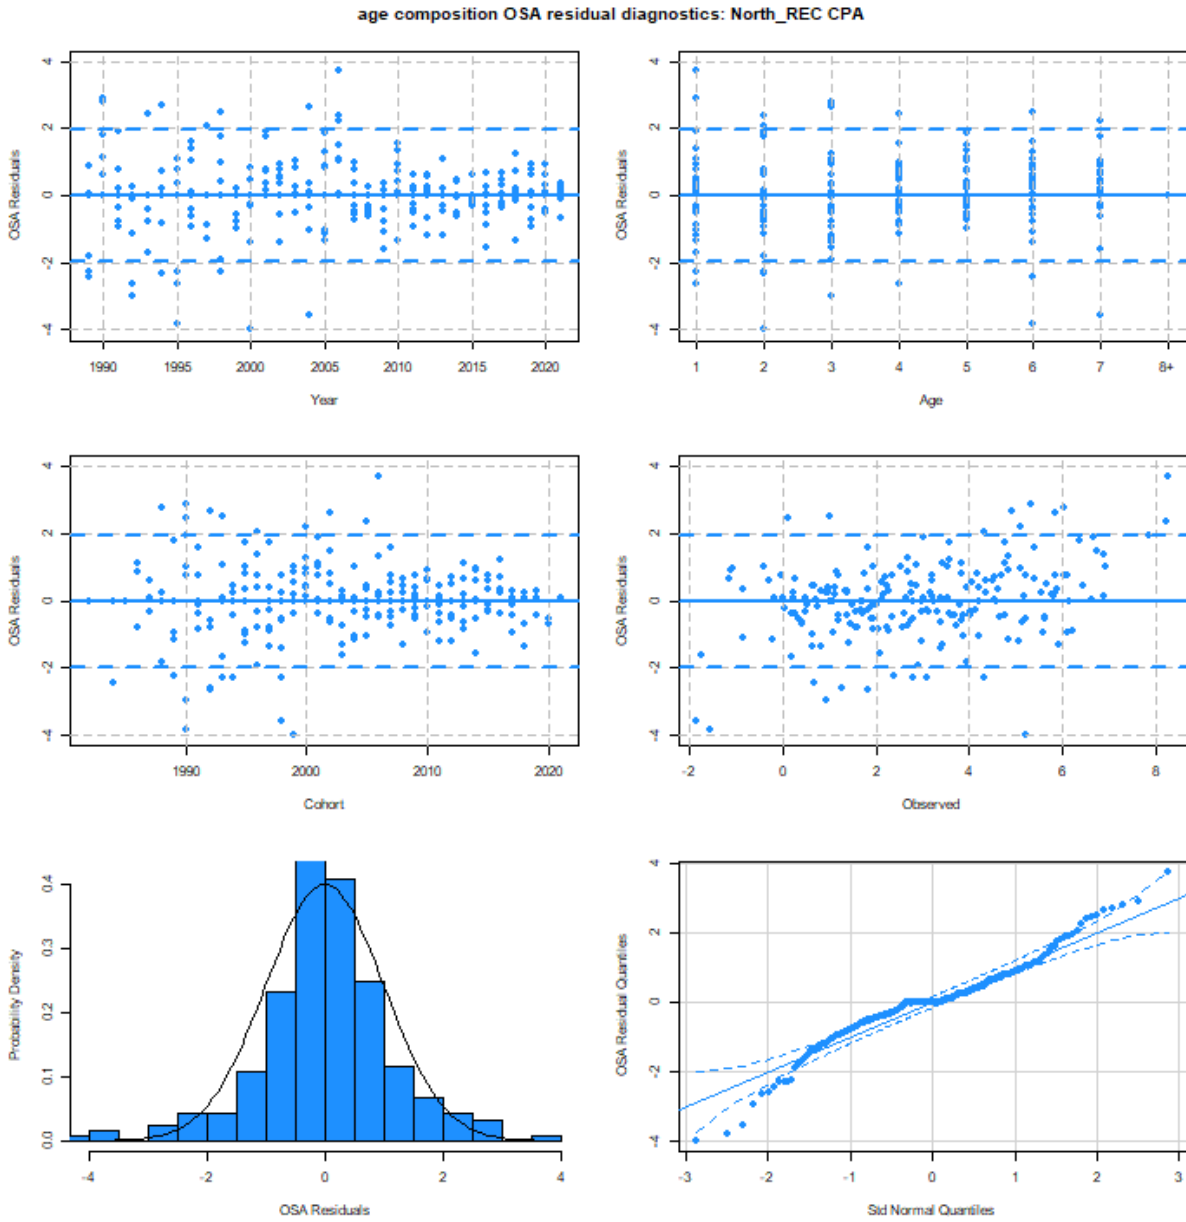 age composition OSA residual diagnostics: North_REC CPA
OSA Residuals
4
2
0
-2
-4
1990 1995 2000 2005 2010 2015 2020
Year
OSA Residuals
4
2
0
-2
-4
1 2 3 4 5 6 7 8+
Age
OSA Residuals
4
2
0
-2
-4
1990 2000 2010 2020
Cohort
OSA Residuals
4
2
0
-2
-4
-2 0 2 4 6 8
Observed
Probability Density
0.4
0.3
0.2
0.1
0.0
-4 -2 0 2 4
OSA Residuals
OSA Residual Quantiles
4
2
0
-2
-4
-3 -2 -1 0 1 2 3
Std Normal Quantiles